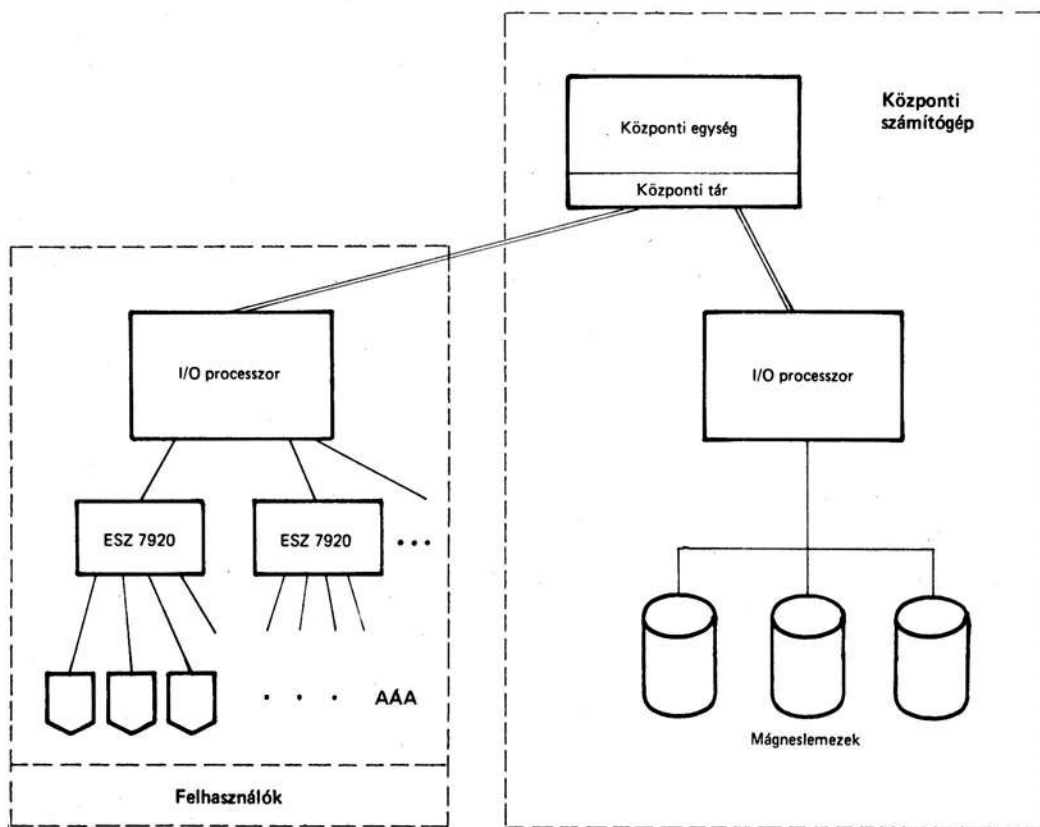 Központi
számítógép
Központi egység
Központi tár
I/O processzor
I/O processzor
ESZ 7920
ESZ 7920
...
. . . AÁA
Mágneslemezek
Felhasználók